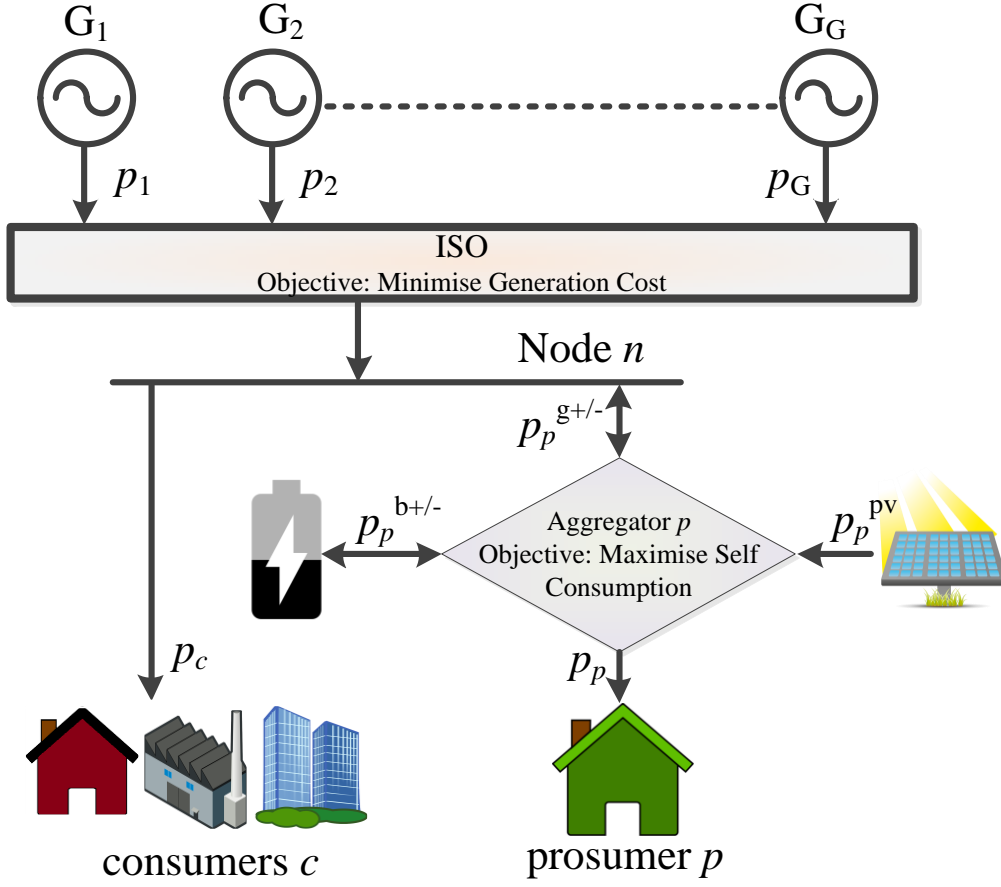 G1 G2 GG
p1 p2 pG
ISO
Objective: Minimise Generation Cost
Node n
pp g+/-
pp b+/-
Aggregator p
Objective: Maximise Self
Consumption
pp pv
pc
pp
consumers c
prosumer p